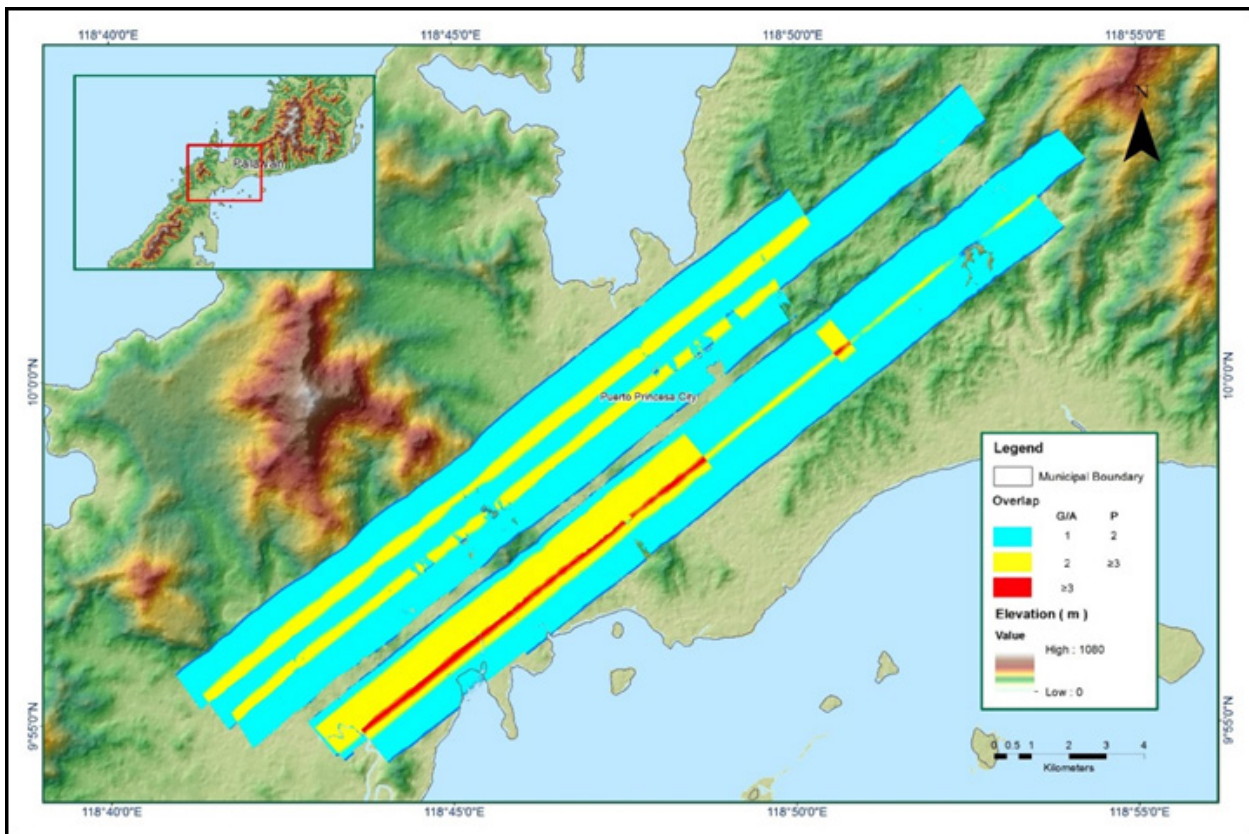 118°40'0"E 118°45'0"E 118°50'0"E 118°55'0"E
N
Palawan
10°0'0"N
10°0'0"N
Puerto Princesa City
Legend
Municipal Boundary
Overlap
G/A P
1 2
2 ≥3
≥3
Elevation ( m )
Value
High : 1080
Low : 0
9°55'0"N
9°55'0"N
0 0.5 1 2 3 4
Kilometers
118°40'0"E 118°45'0"E 118°50'0"E 118°55'0"E